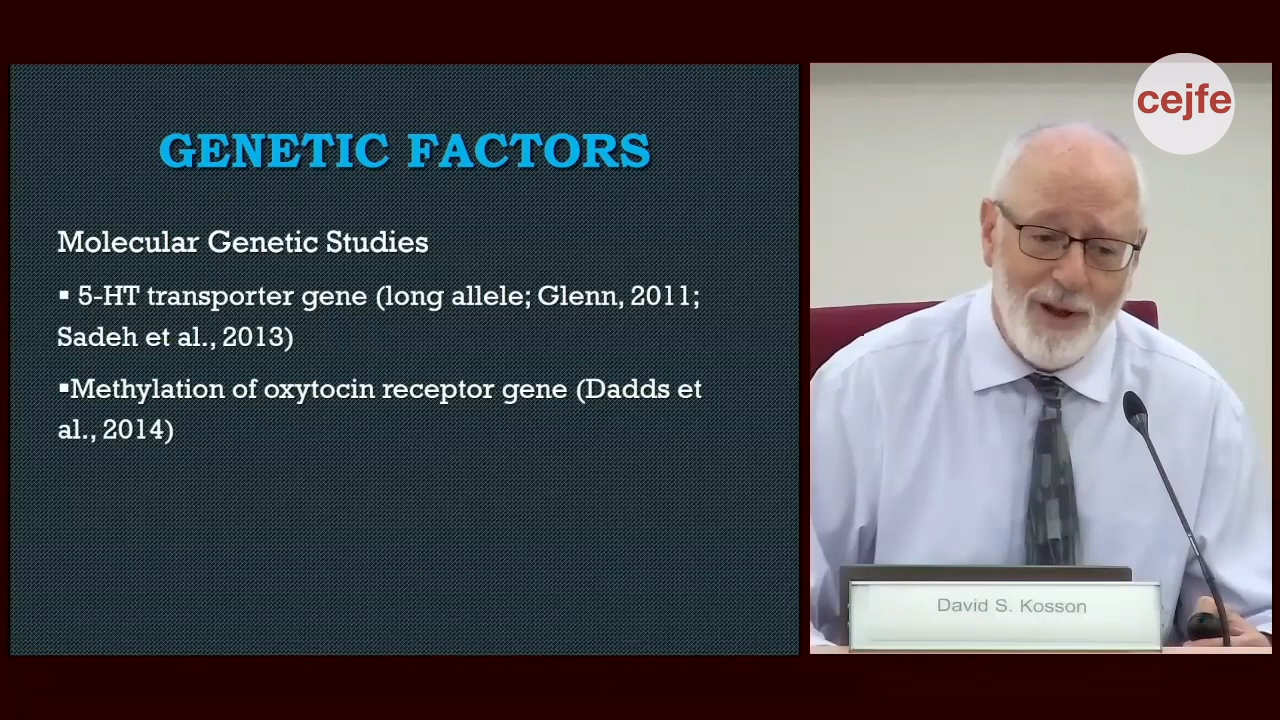 GENETIC FACTORS
Molecular Genetic Studies
▪ 5-HT transporter gene (long allele; Glenn, 2011;
Sadeh et al., 2013)
▪Methylation of oxytocin receptor gene (Dadds et
al., 2014)
cejfe
David S. Kosson